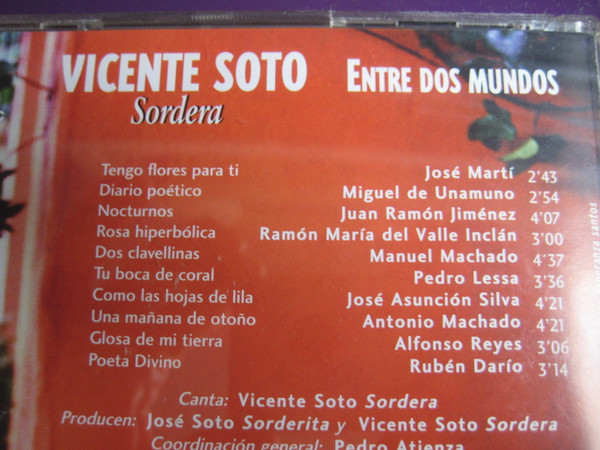 VICENTE SOTO ENTRE DOS MUNDOS
Sordera
Tengo flores para ti José Martí 2'43
Diario poético Miguel de Unamuno 2'54
Nocturnos Juan Ramón Jiménez 4'07
Rosa hiperbólica Ramón María del Valle Inclán 3'00
Dos clavellinas Manuel Machado 4'37
Tu boca de coral Pedro Lessa 3'36
Como las hojas de lila José Asunción Silva 4'21
Una mañana de otoño Antonio Machado 4'21
Glosa de mi tierra Alfonso Reyes 3'06
Poeta Divino Rubén Darío 3'14
Canta: Vicente Soto Sordera
Producen: José Soto Sorderita y Vicente Soto Sordera
Coordinación general: Pedro Atienza
santos